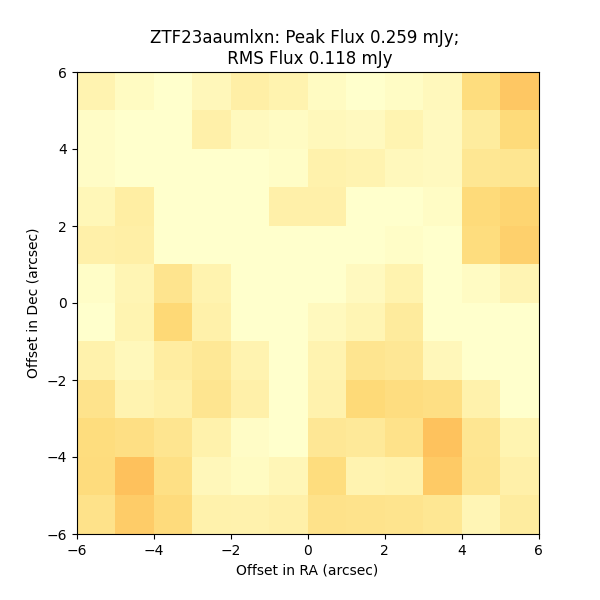 ZTF23aaumlxn: Peak Flux 0.259 mJy;
RMS Flux 0.118 mJy
6
4
2
0
−2
−4
−6
Offset in Dec (arcsec)
−6 −4 −2 0 2 4 6
Offset in RA (arcsec)